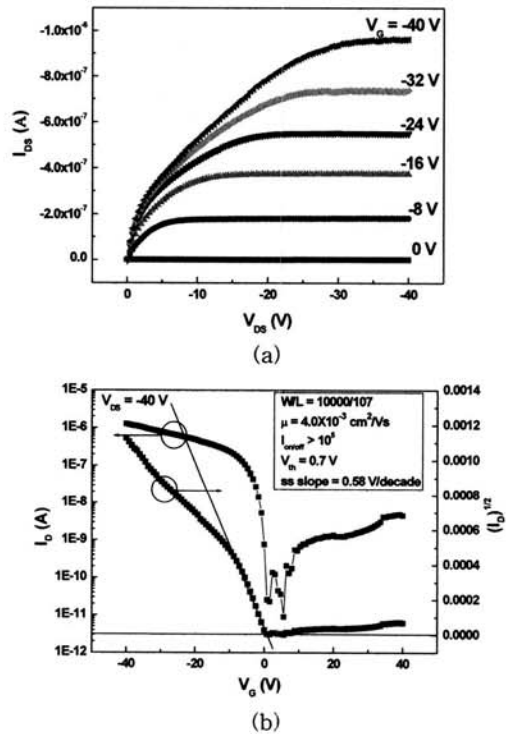 V_G = -40 V
-32 V
-24 V
-16 V
-8 V
0 V
-1.0x10⁻⁶
-8.0x10⁻⁷
-6.0x10⁻⁷
-4.0x10⁻⁷
-2.0x10⁻⁷
0.0
I_DS (A)
0 -10 -20 -30 -40
V_DS (V)
(a)
V_DS = -40 V
W/L = 10000/107
μ = 4.0X10⁻³ cm²/Vs
I_on/off > 10⁵
V_th = 0.7 V
ss slope = 0.58 V/decade
1E-5
1E-6
1E-7
1E-8
1E-9
1E-10
1E-11
1E-12
I_D (A)
0.0014
0.0012
0.0010
0.0008
0.0006
0.0004
0.0002
0.0000
(I_D)^1/2
-40 -20 0 20 40
V_G (V)
(b)